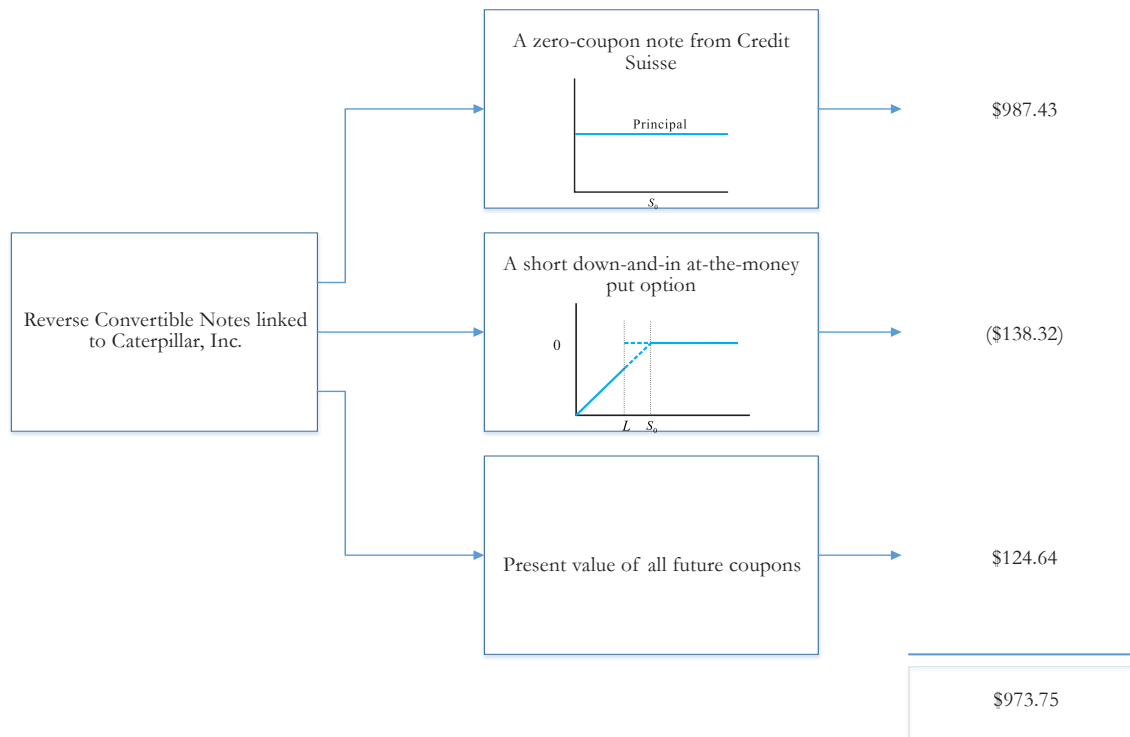 A zero-coupon note from Credit
Suisse
Principal
S₀
$987.43
Reverse Convertible Notes linked
to Caterpillar, Inc.
A short down-and-in at-the-money
put option
0
L S₀
($138.32)
Present value of all future coupons
$124.64
$973.75